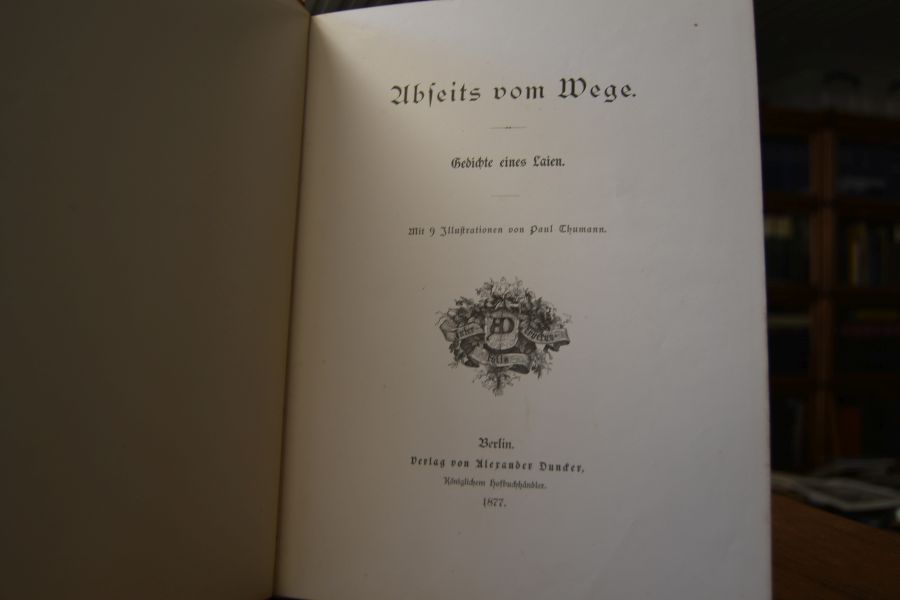 Abſeits vom Wege.
Gedichte eines Laien.
Mit 9 Illuſtrationen von Paul Thumann.
AD
Berlin.
Verlag von Alexander Duncker,
Königlichem Hofbuchhändler.
1877.